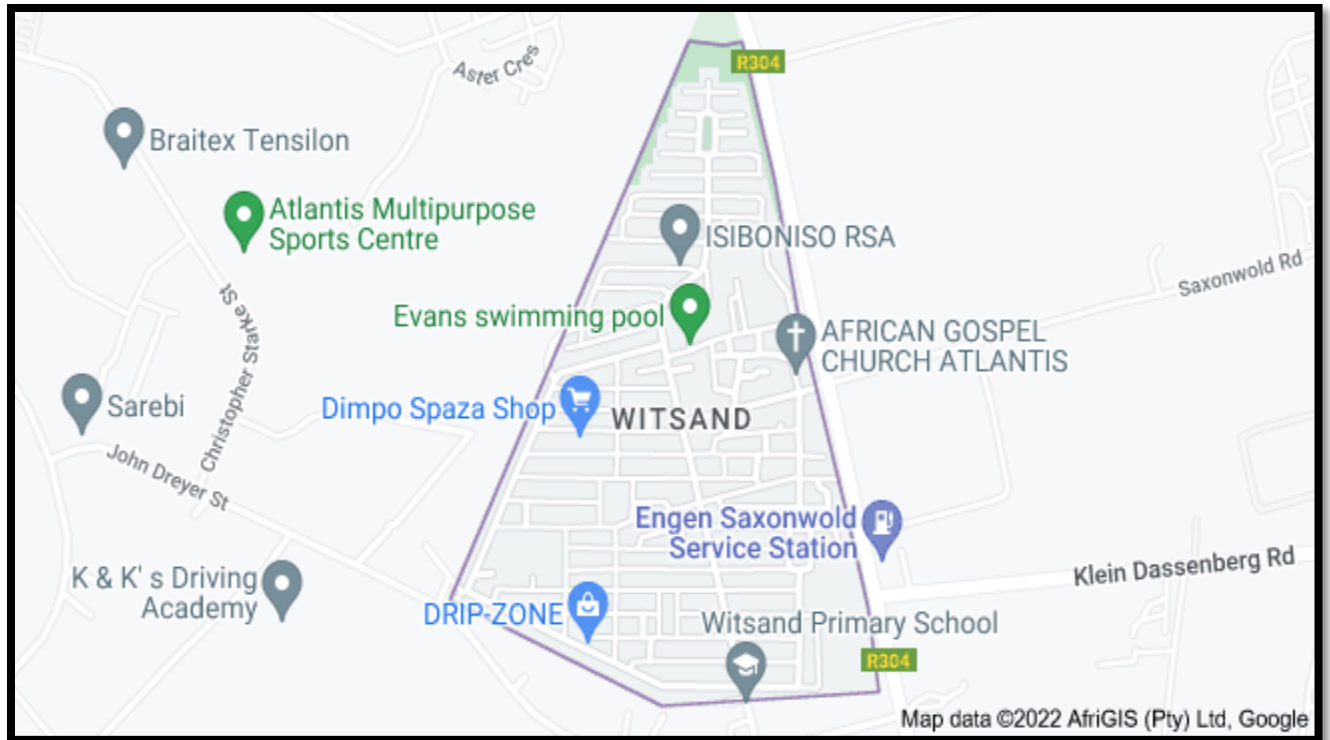 R304
Aster Cres
Braitex Tensilon
Atlantis Multipurpose
Sports Centre
ISIBONISO RSA
Saxonwold Rd
Christopher Starke St
Evans swimming pool
AFRICAN GOSPEL
CHURCH ATLANTIS
Sarebi
Dimpo Spaza Shop
WITSAND
John Dreyer St
Engen Saxonwold
Service Station
K & K' s Driving
Academy
Klein Dassenberg Rd
DRIP-ZONE
Witsand Primary School
R304
Map data ©2022 AfriGIS (Pty) Ltd, Google